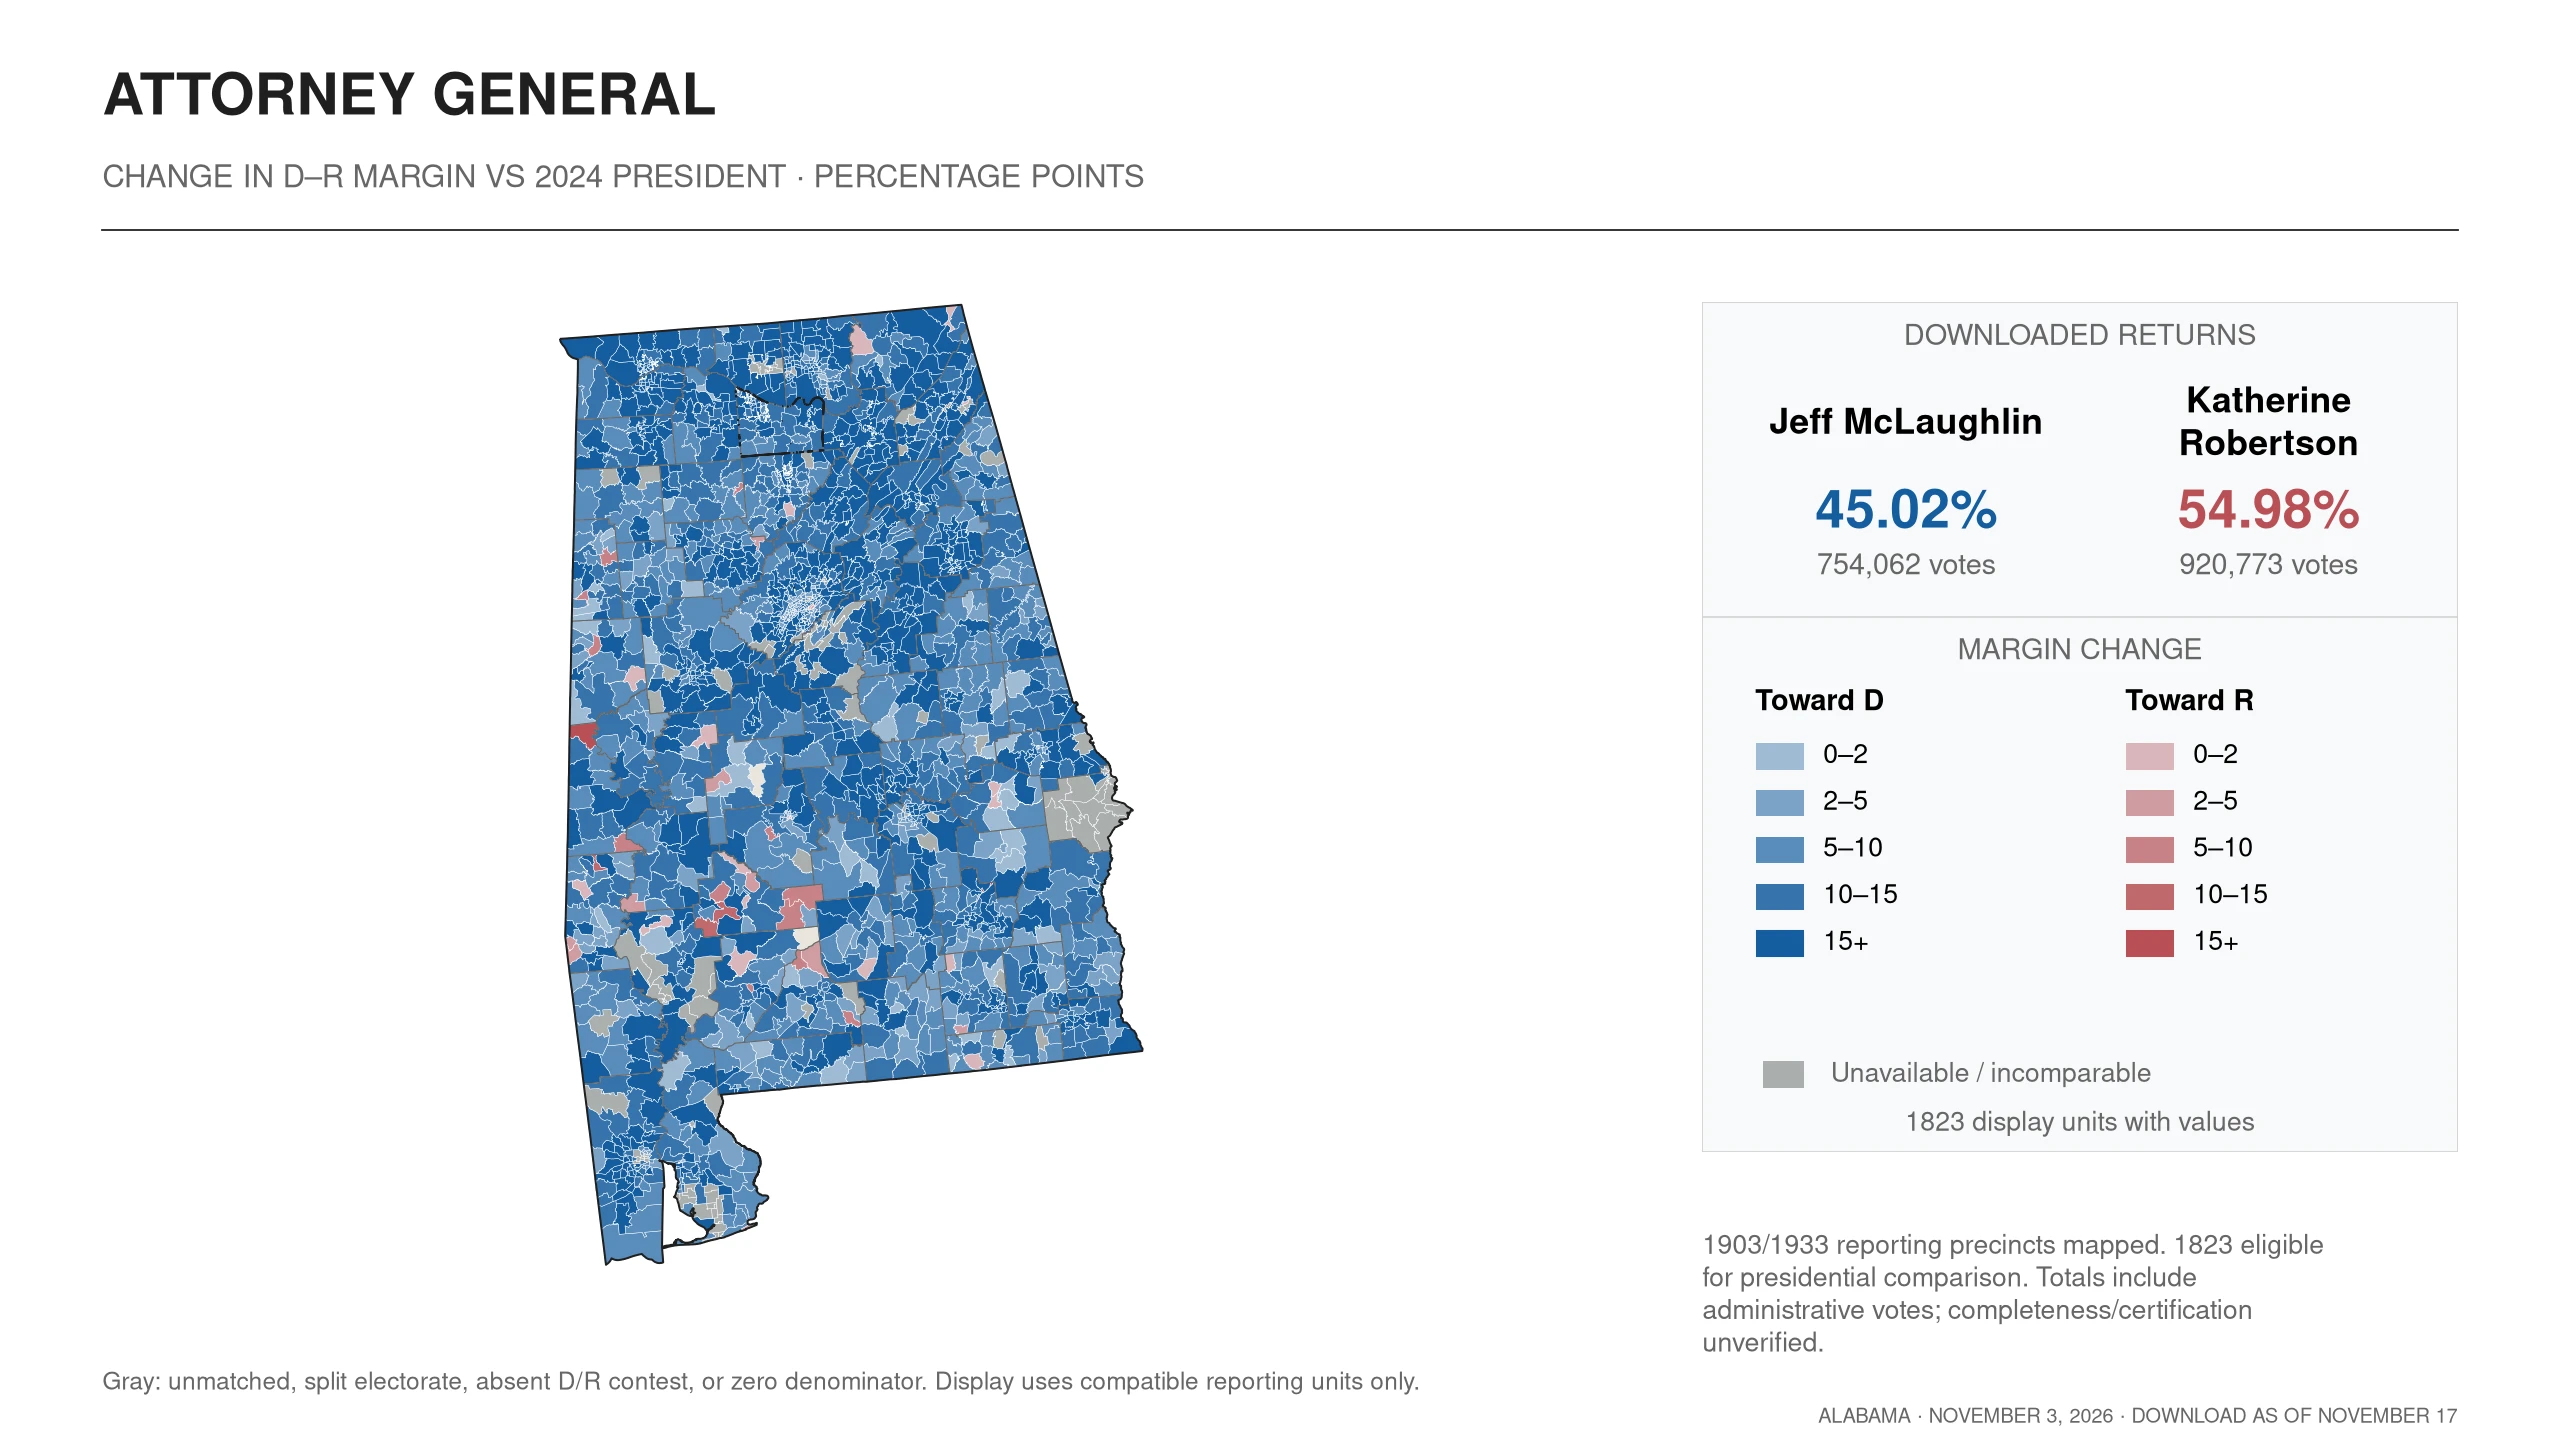 ATTORNEY GENERAL
CHANGE IN D–R MARGIN VS 2024 PRESIDENT · PERCENTAGE POINTS
DOWNLOADED RETURNS
Jeff McLaughlin
Katherine
Robertson
45.02%
54.98%
754,062 votes
920,773 votes
MARGIN CHANGE
Toward D
Toward R
0–2
0–2
2–5
2–5
5–10
5–10
10–15
10–15
15+
15+
Unavailable / incomparable
1823 display units with values
1903/1933 reporting precincts mapped. 1823 eligible
for presidential comparison. Totals include
administrative votes; completeness/certification
unverified.
Gray: unmatched, split electorate, absent D/R contest, or zero denominator. Display uses compatible reporting units only.
ALABAMA · NOVEMBER 3, 2026 · DOWNLOAD AS OF NOVEMBER 17